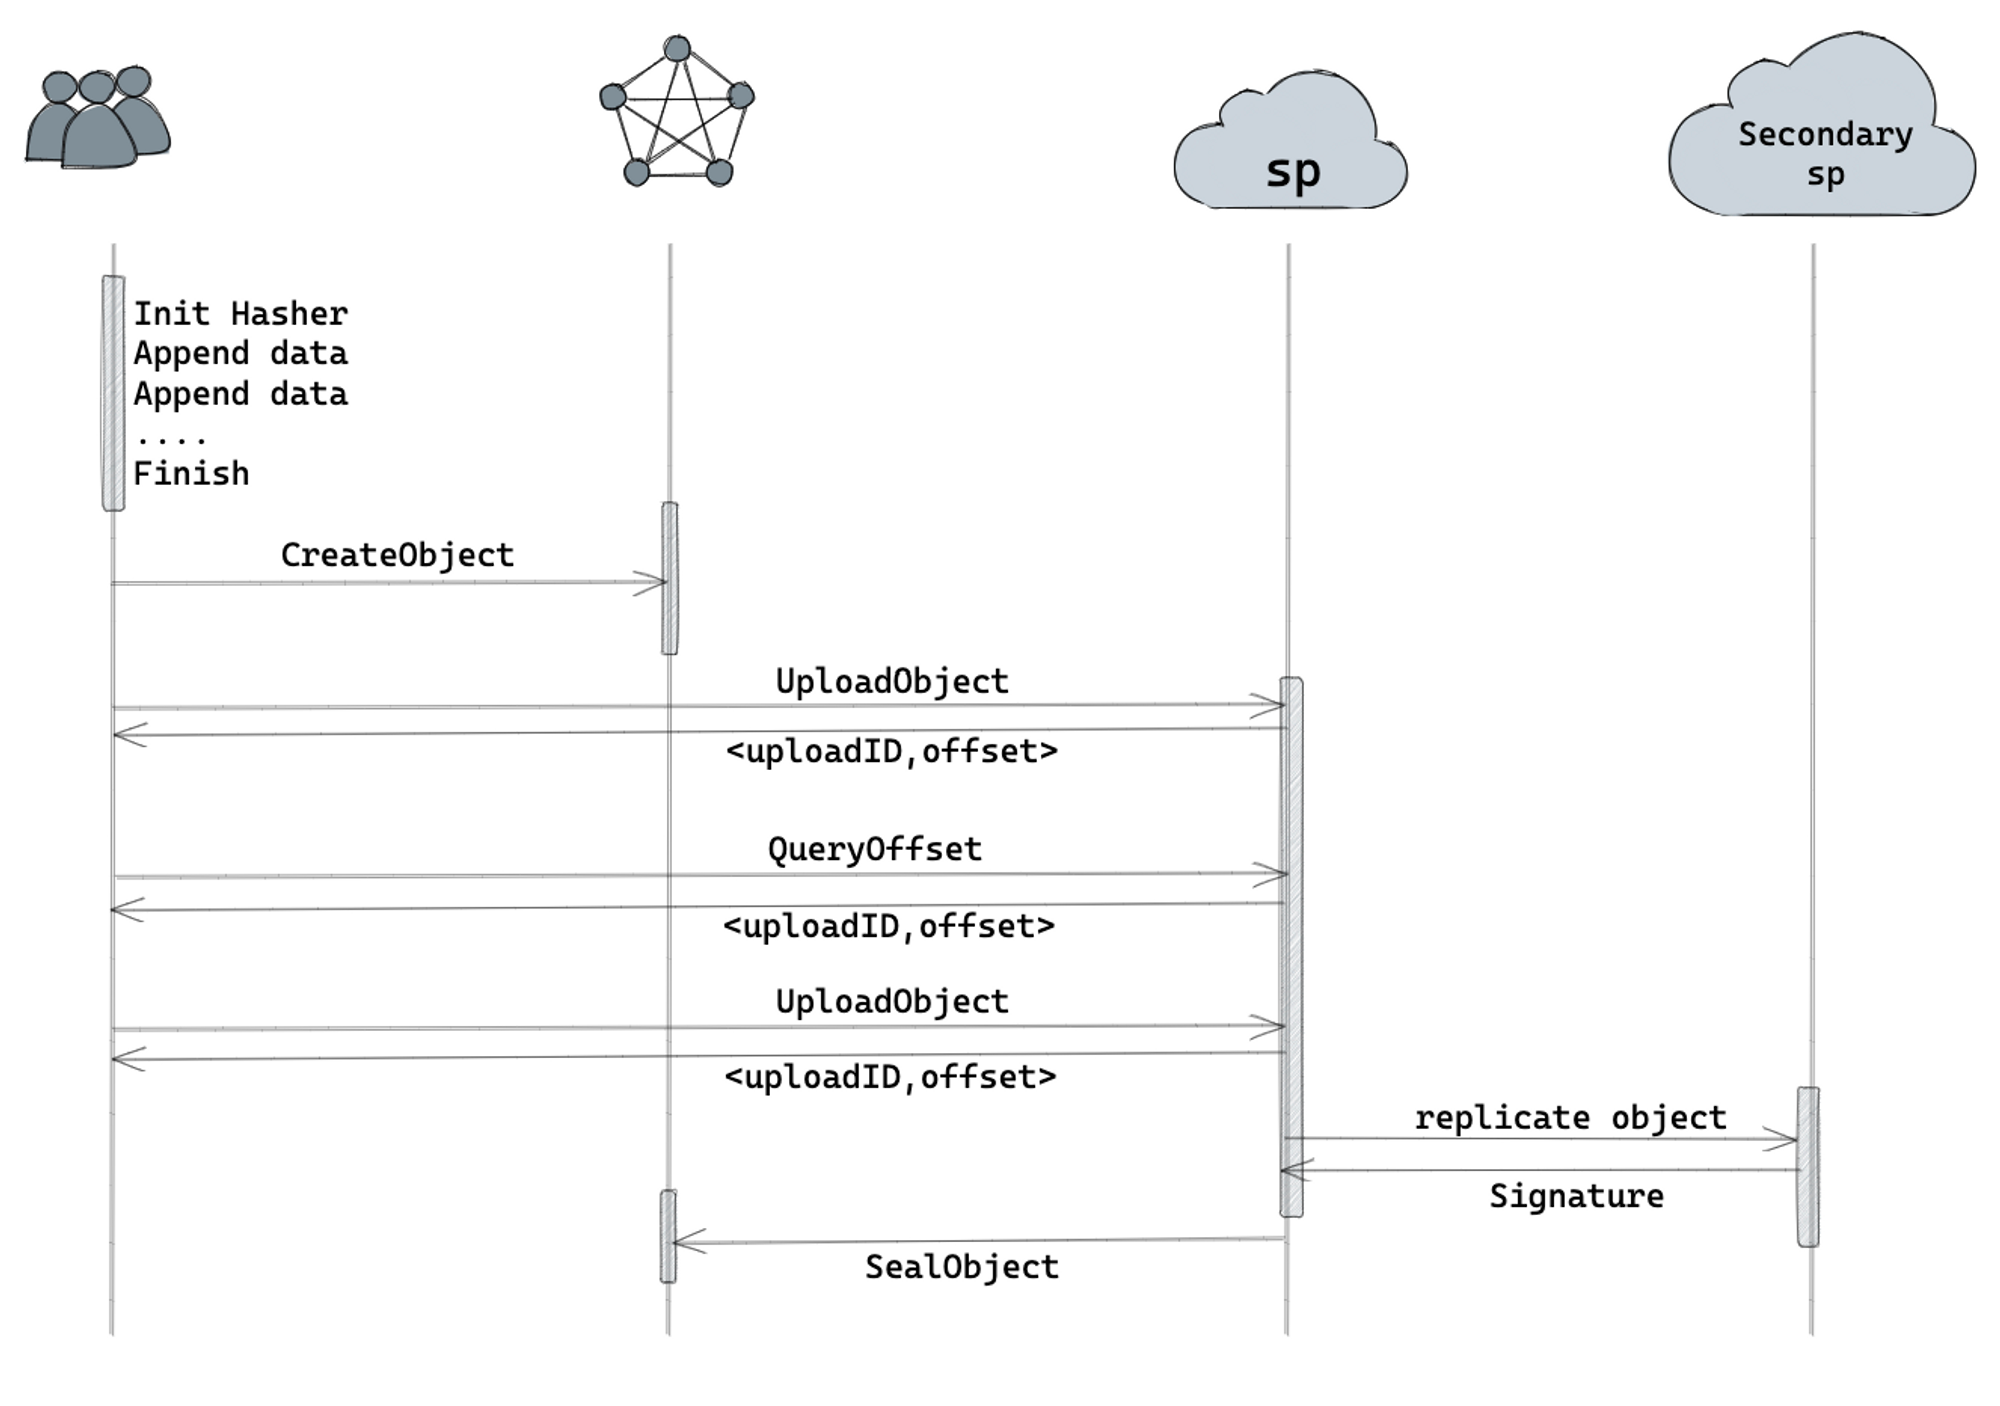 sp
Secondary
sp
Init Hasher
Append data
Append data
....
Finish
CreateObject
UploadObject
<uploadID,offset>
QueryOffset
<uploadID,offset>
UploadObject
<uploadID,offset>
replicate object
Signature
SealObject